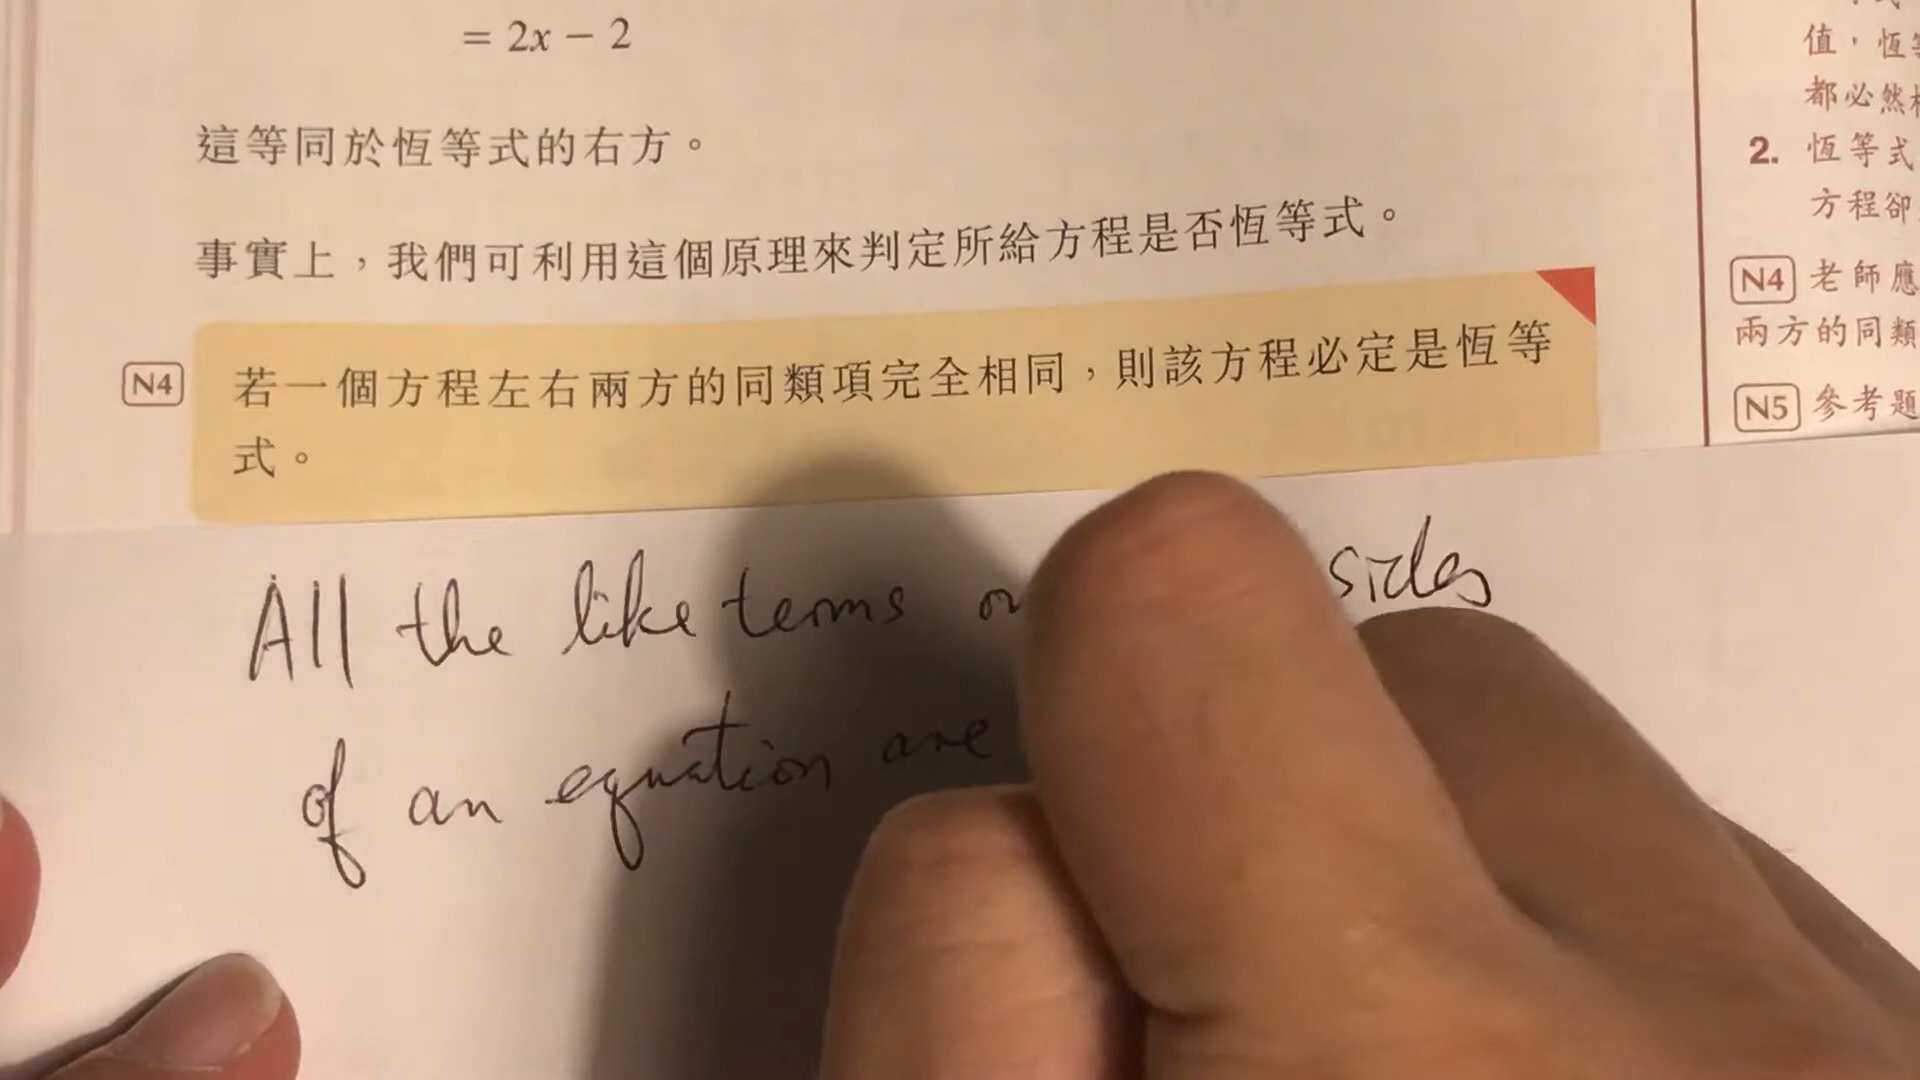 = 2x − 2
這等同於恆等式的右方。
事實上，我們可利用這個原理來判定所給方程是否恆等式。
N4 若一個方程左右兩方的同類項完全相同，則該方程必定是恆等
式。
值，恆等
都必然
2. 恆等式
方程卻
N4 老師應
兩方的同類
N5 參考題
All the like terms on sides
of an equation are